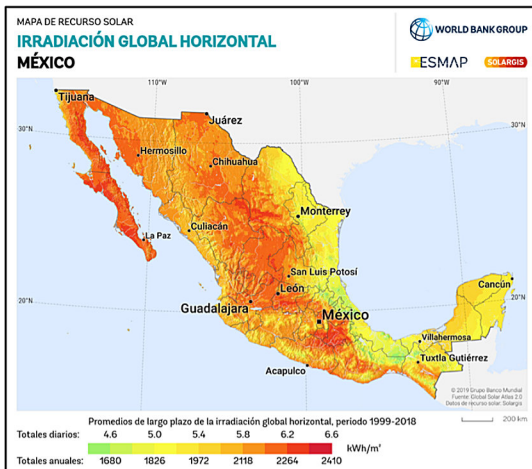 MAPA DE RECURSO SOLAR
IRRADIACIÓN GLOBAL HORIZONTAL
MÉXICO
WORLD BANK GROUP
ESMAP
SOLARGIS
110°W
100°W
90°W
Tijuana
30°N
Juárez
30°N
Hermosillo
Chihuahua
Monterrey
Culiacán
La Paz
San Luis Potosí
Cancún
León
20°N
Guadalajara
20°N
México
Villahermosa
Tuxtla Gutiérrez
Acapulco
© 2019 Grupo Banco Mundial
Fuente: Global Solar Atlas 2.0
Datos de recurso solar: Solargis
200 km
Promedios de largo plazo de la irradiación global horizontal, período 1999-2018
Totales diarios: 4.6 5.0 5.4 5.8 6.2 6.6
kWh/m²
Totales anuales: 1680 1826 1972 2118 2264 2410